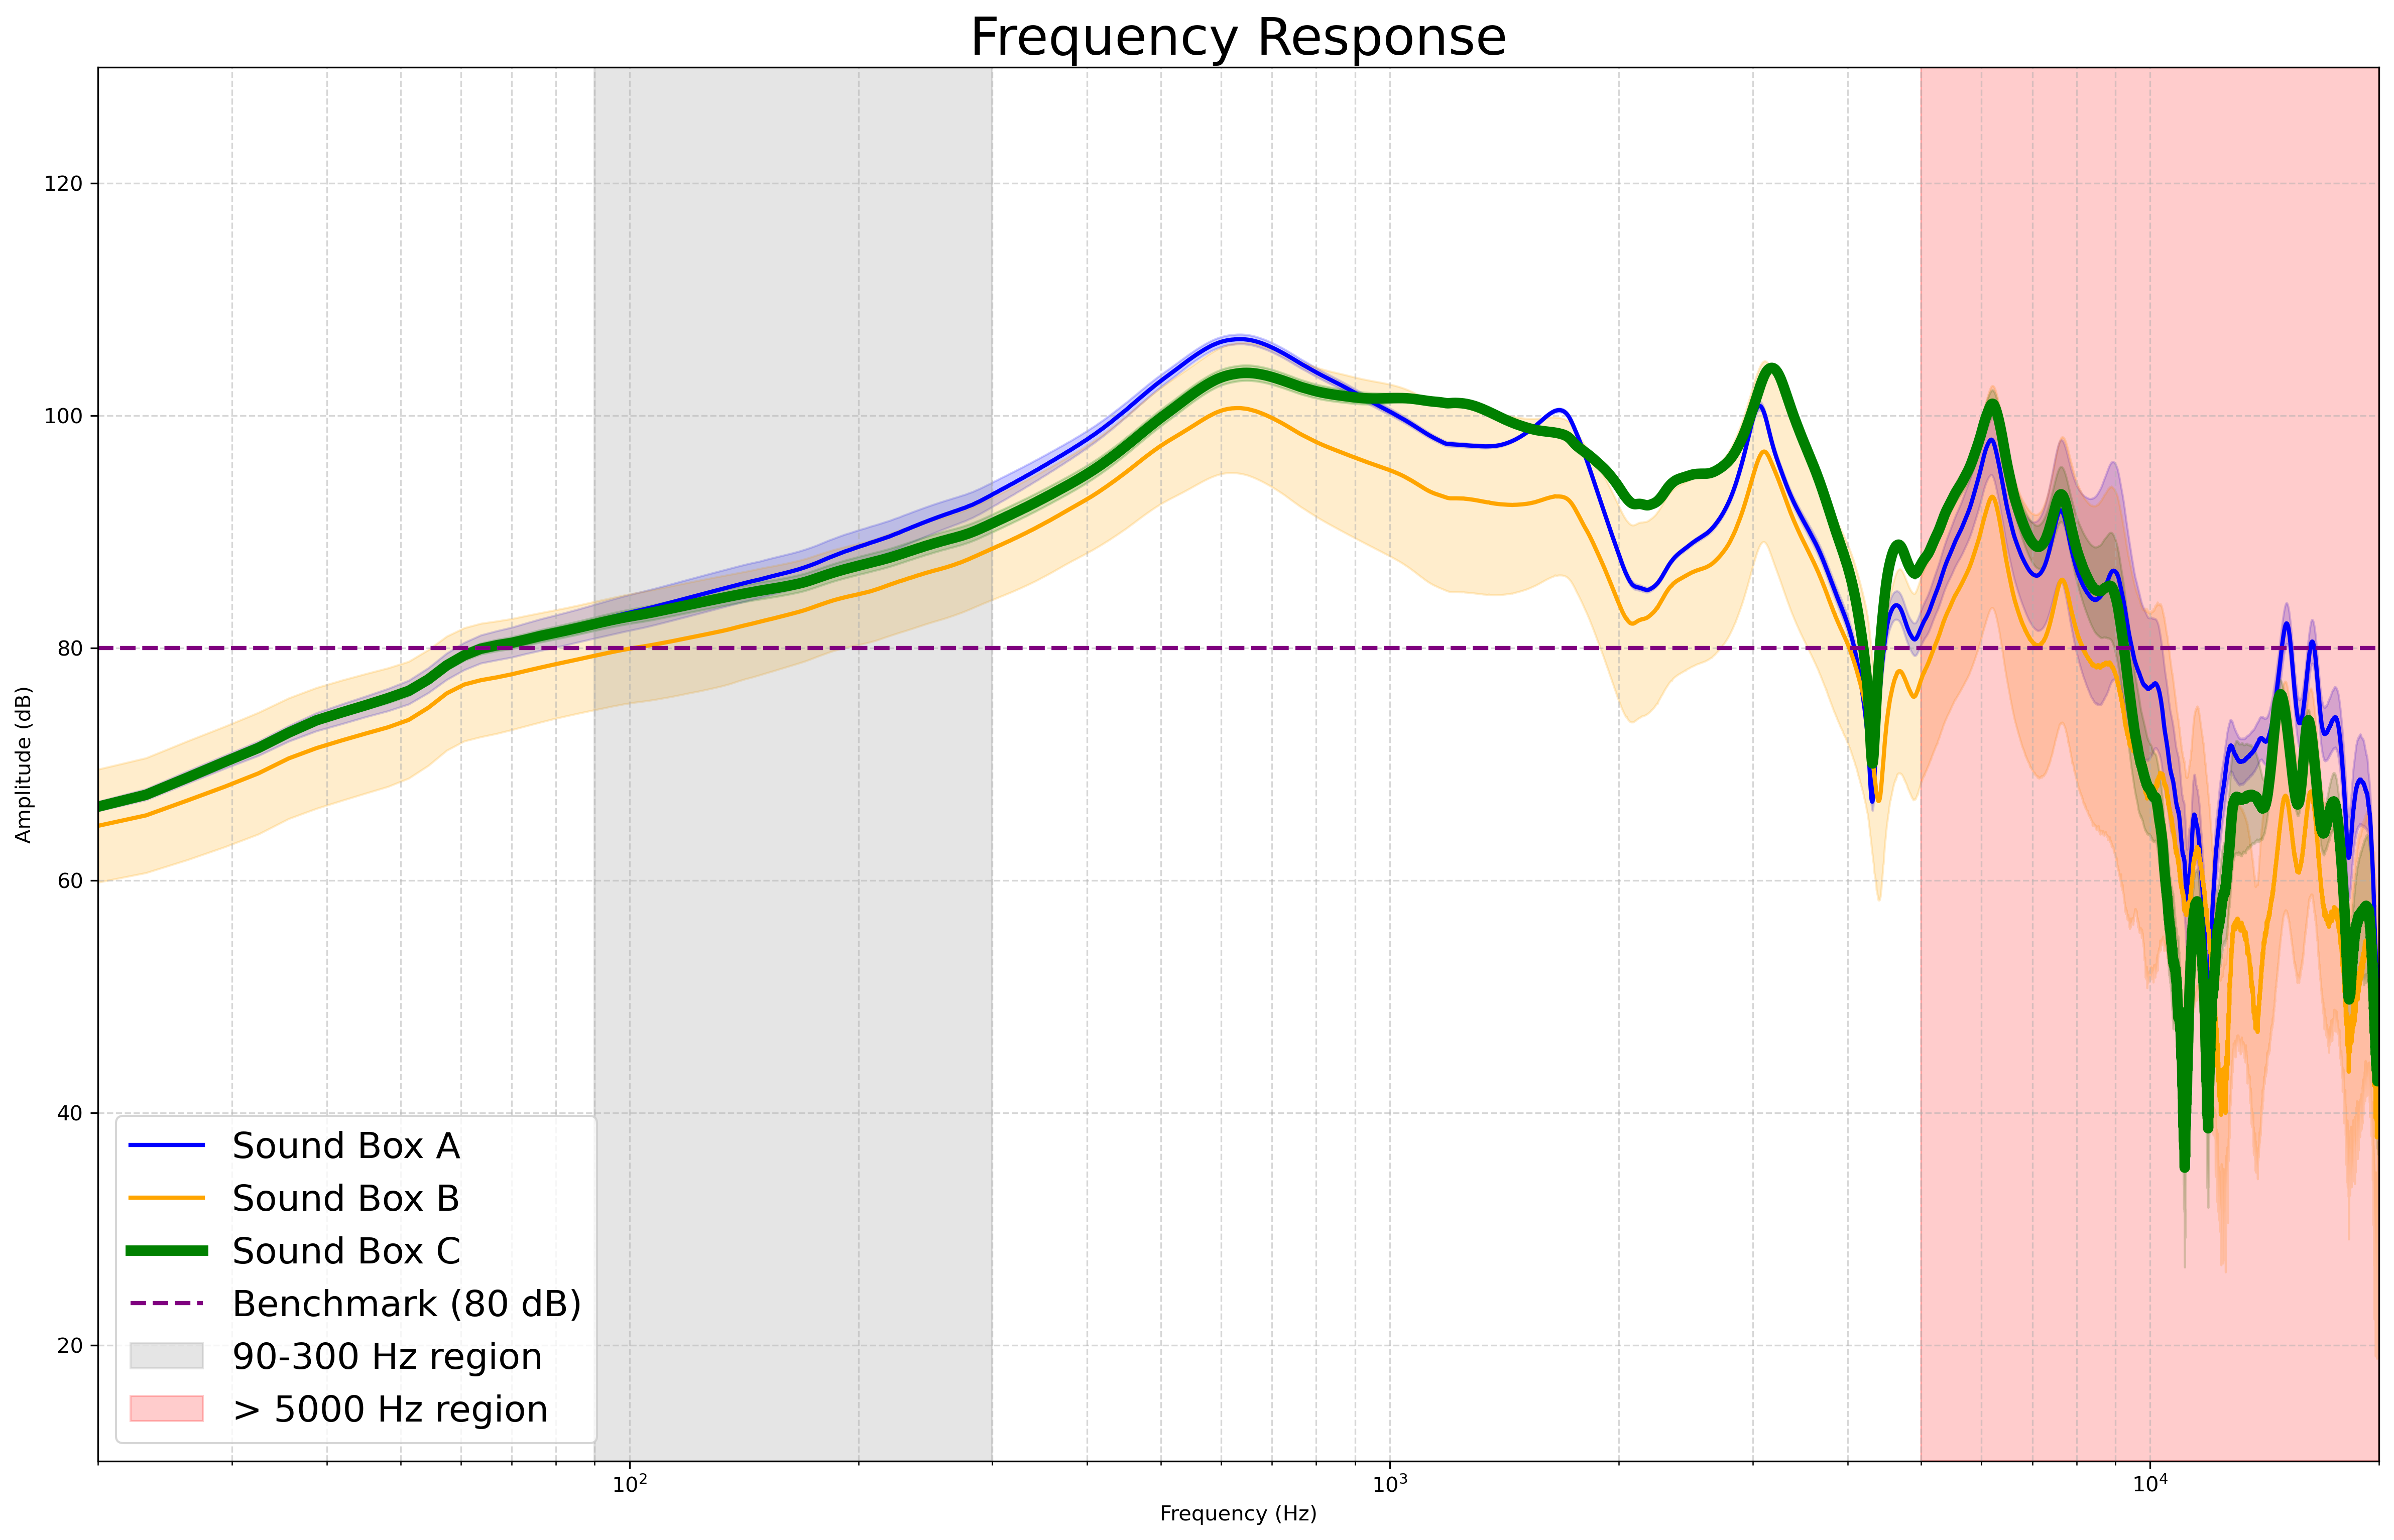 Frequency Response
Amplitude (dB)
120
100
80
60
40
20
Sound Box A
Sound Box B
Sound Box C
Benchmark (80 dB)
90-300 Hz region
> 5000 Hz region
10²
10³
10⁴
Frequency (Hz)